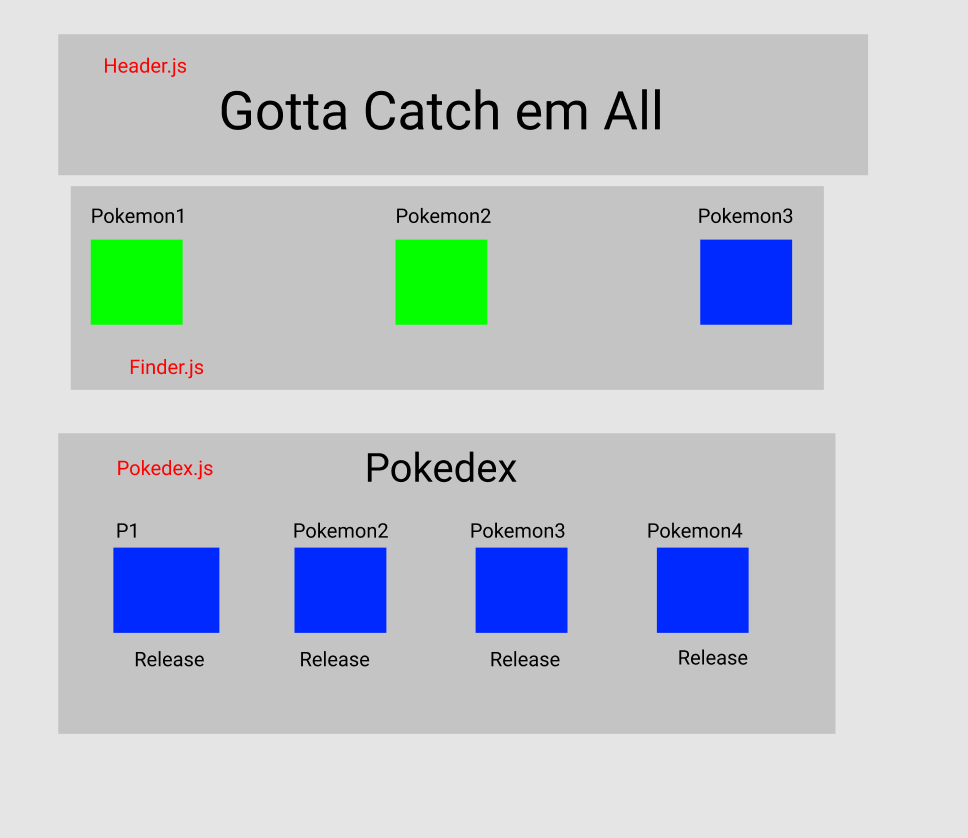 Header.js
Gotta Catch em All
Pokemon1 Pokemon2 Pokemon3
Finder.js
Pokedex.js Pokedex
P1 Pokemon2 Pokemon3 Pokemon4
Release Release Release Release